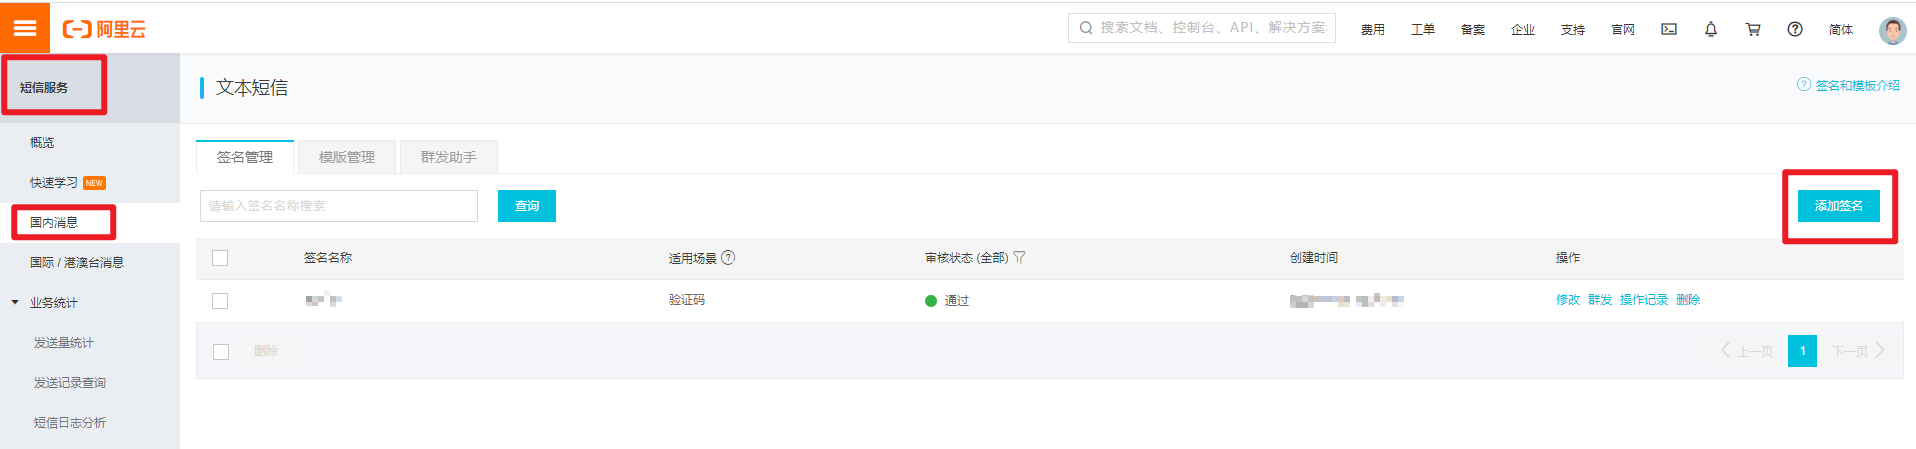 阿里云
搜索文档、控制台、API、解决方案
费用 工单 备案 企业 支持 官网 简体
短信服务
概览
快速学习 NEW
国内消息
国际 / 港澳台消息
业务统计
发送量统计
发送记录查询
短信日志分析
文本短信
签名和模板介绍
签名管理 模版管理 群发助手
请输入签名名称搜索 查询 添加签名
签名名称 适用场景 审核状态 (全部) 创建时间 操作
验证码 通过 修改 群发 操作记录 删除
删除 上一页 1 下一页